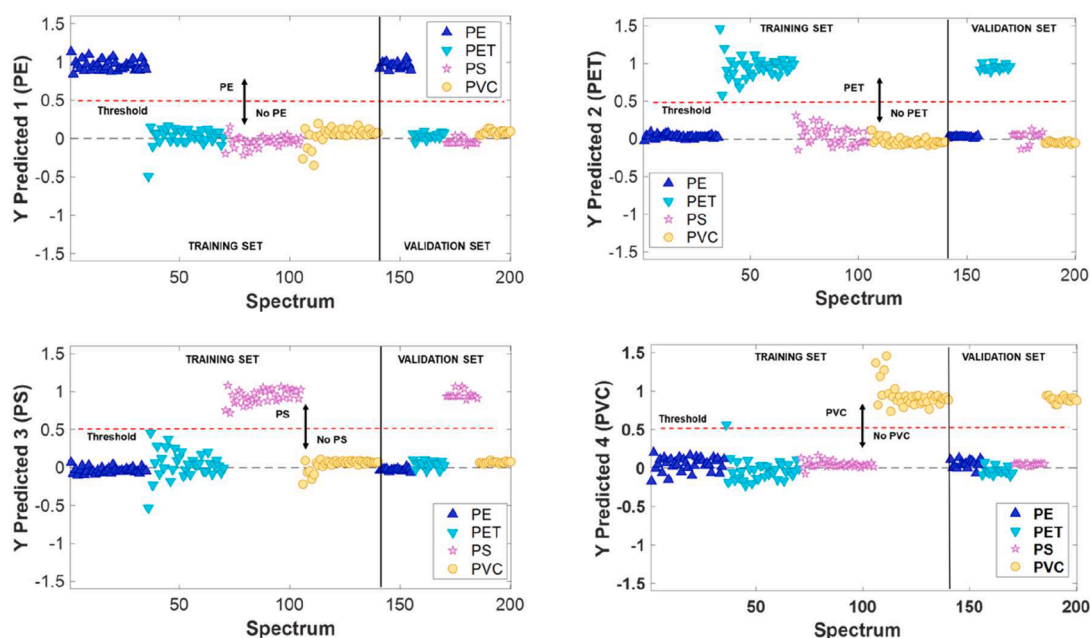 Y Predicted 1 (PE)
1.5
1
0.5
0
-0.5
-1
-1.5
PE
PET
PS
PVC
PE
Threshold
No PE
TRAINING SET
VALIDATION SET
50
100
150
200
Spectrum
Y Predicted 2 (PET)
1.5
1
0.5
0
-0.5
-1
-1.5
TRAINING SET
VALIDATION SET
PET
Threshold
No PET
PE
PET
PS
PVC
50
100
150
200
Spectrum
Y Predicted 3 (PS)
1.5
1
0.5
0
-0.5
-1
-1.5
TRAINING SET
VALIDATION SET
PS
Threshold
No PS
PE
PET
PS
PVC
50
100
150
200
Spectrum
Y Predicted 4 (PVC)
1.5
1
0.5
0
-0.5
-1
-1.5
TRAINING SET
VALIDATION SET
PVC
Threshold
No PVC
PE
PET
PS
PVC
50
100
150
200
Spectrum